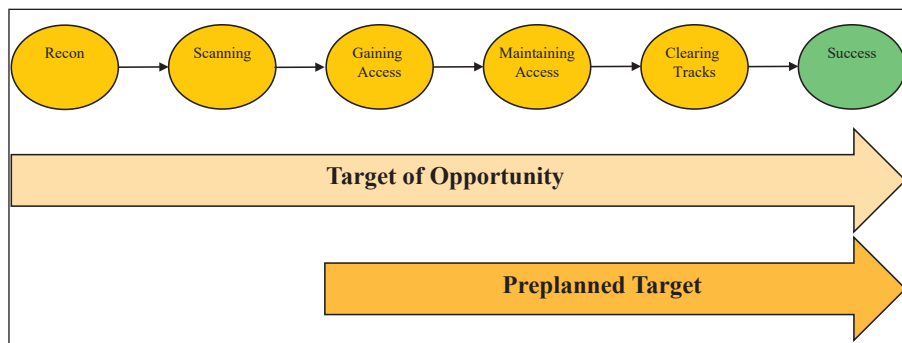 Recon
Scanning
Gaining
Access
Maintaining
Access
Clearing
Tracks
Success
Target of Opportunity
Preplanned Target